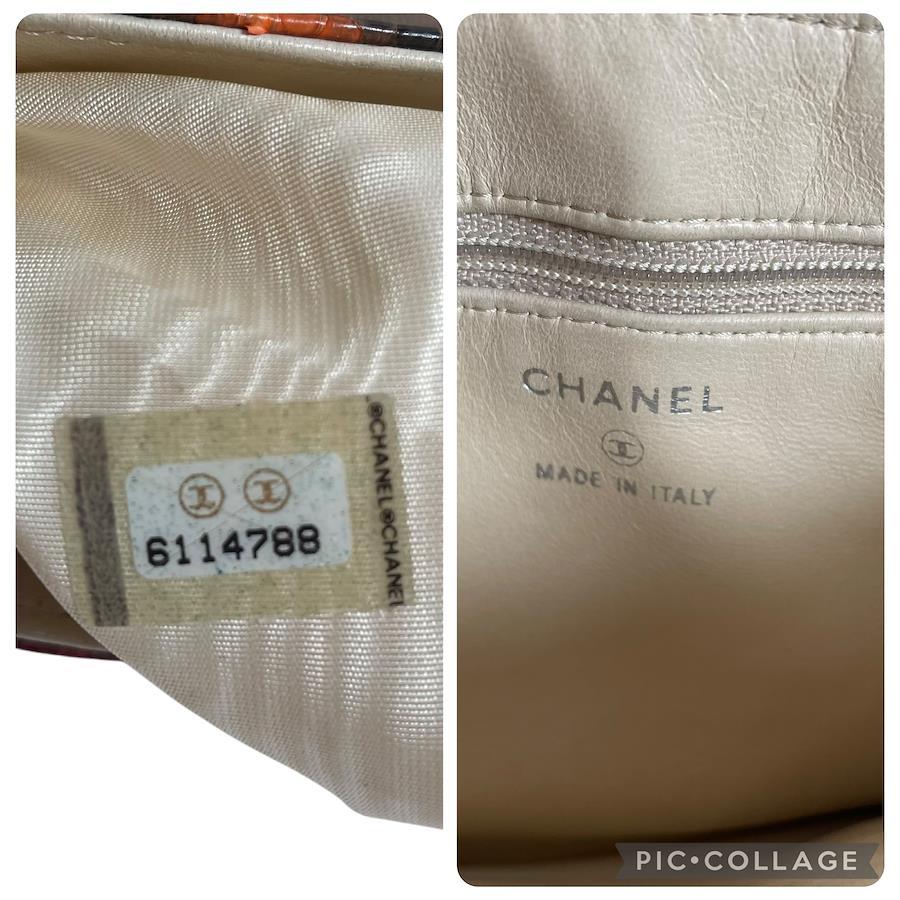 ®CHANEL®CHANEL
6114788
CHANEL
MADE IN ITALY
PIC•COLLAGE